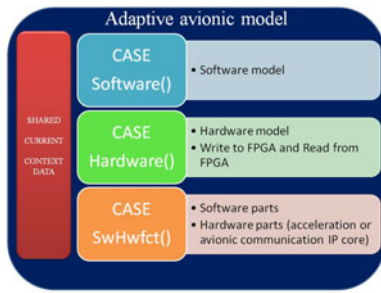 Adaptive avionic model
SHARED
CURRENT
CONTEXT
DATA
CASE
Software()
• Software model
CASE
Hardware()
• Hardware model
• Write to FPGA and Read from
FPGA
CASE
SwHwfct()
• Software parts
• Hardware parts (acceleration or
avionic communication IP core)